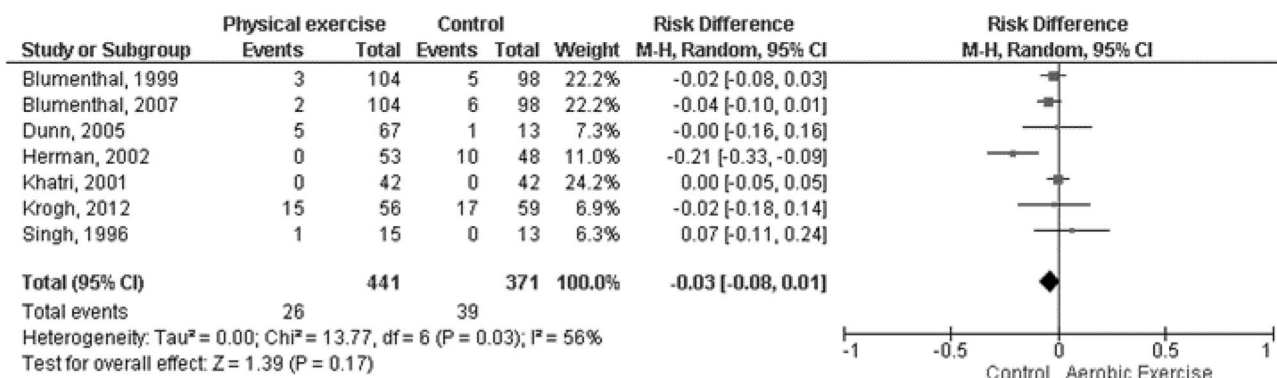 Physical exercise Control Risk Difference Risk Difference
Study or Subgroup Events Total Events Total Weight M-H, Random, 95% CI M-H, Random, 95% CI
Blumenthal, 1999 3 104 5 98 22.2% -0.02 [-0.08, 0.03]
Blumenthal, 2007 2 104 6 98 22.2% -0.04 [-0.10, 0.01]
Dunn, 2005 5 67 1 13 7.3% -0.00 [-0.16, 0.16]
Herman, 2002 0 53 10 48 11.0% -0.21 [-0.33, -0.09]
Khatri, 2001 0 42 0 42 24.2% 0.00 [-0.05, 0.05]
Krogh, 2012 15 56 17 59 6.9% -0.02 [-0.18, 0.14]
Singh, 1996 1 15 0 13 6.3% 0.07 [-0.11, 0.24]
Total (95% CI) 441 371 100.0% -0.03 [-0.08, 0.01]
Total events 26 39
Heterogeneity: Tau² = 0.00; Chi² = 13.77, df = 6 (P = 0.03); I² = 56%
Test for overall effect: Z = 1.39 (P = 0.17)
-1 -0.5 0 0.5 1
Control Aerobic Exercise